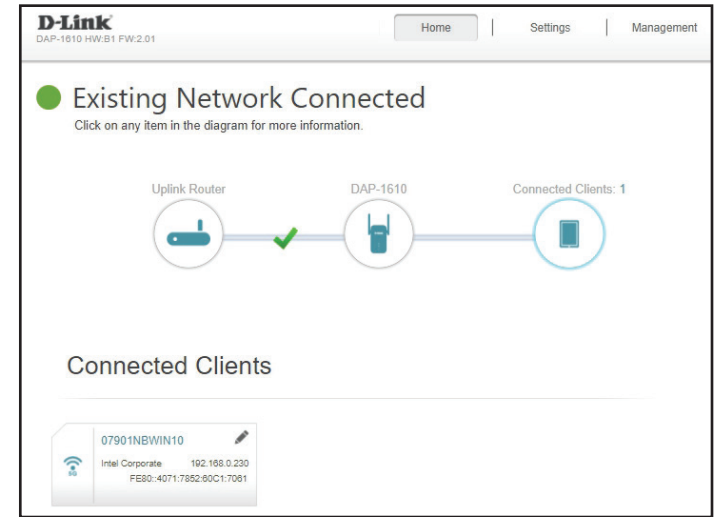 D-Link
DAP-1610 HW:B1 FW:2.01
Home | Settings | Management
Existing Network Connected
Click on any item in the diagram for more information.
Uplink Router DAP-1610 Connected Clients: 1
Connected Clients
07901NBWIN10
Intel Corporate 192.168.0.230
FE80::4071:7852:60C1:7061
5G